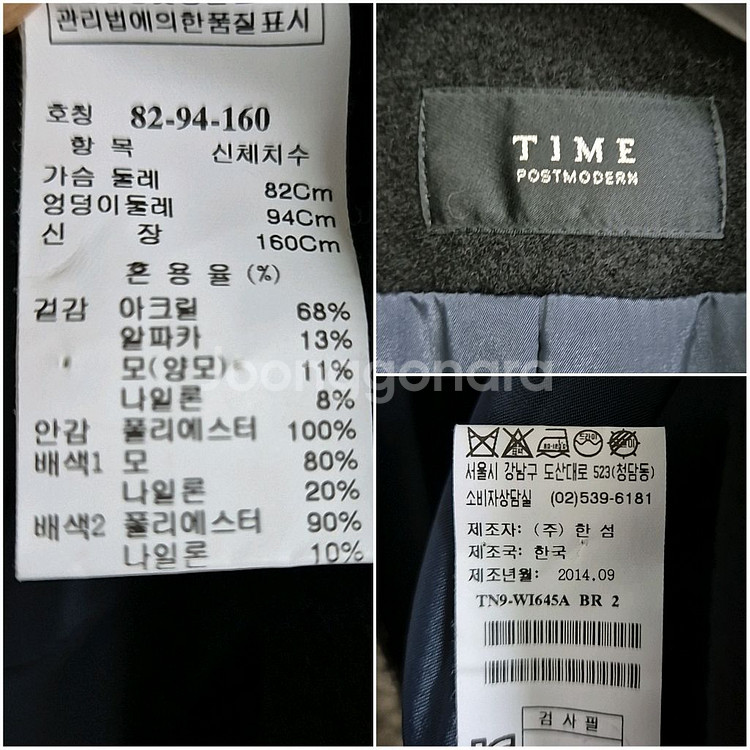 관리법에의한품질표시
호칭 82-94-160
항 목 신체치수
가슴 둘레 82Cm
엉덩이둘레 94Cm
신 장 160Cm
혼 용 율 (%)
겉감 아크릴 68%
알파카 13%
모(양모) 11%
나일론 8%
안감 폴리에스터 100%
배색1 모 80%
나일론 20%
배색2 폴리에스터 90%
나일론 10%
TIME
POSTMODERN
Joonggonara
서울시 강남구 도산대로 523(청담동)
소비자상담실 (02)539-6181
제조자: (주) 한 섬
제조국: 한국
제조년월: 2014.09
TN9-WI645A BR 2
검 사 필